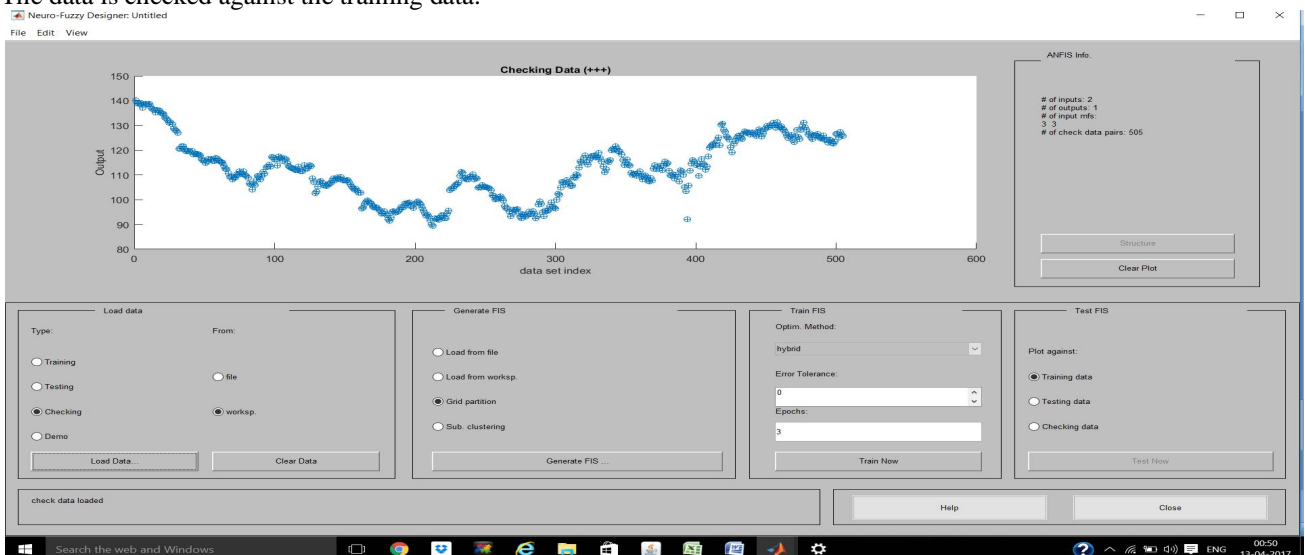 The data is checked against the training data.
Neuro-Fuzzy Designer: Untitled
File Edit View
Checking Data (+++)
150
140
130
120
110
100
90
80
Output
0 100 200 300 400 500 600
data set index
ANFIS Info.
# of inputs: 2
# of outputs: 1
# of input mfs:
3 3
# of check data pairs: 505
Structure
Clear Plot
Load data
Type: From:
Training
Testing
Checking
Demo
file
worksp.
Load Data... Clear Data
Generate FIS
Load from file
Load from worksp.
Grid partition
Sub. clustering
Generate FIS ...
Train FIS
Optim. Method:
hybrid
Error Tolerance:
0
Epochs:
3
Train Now
Test FIS
Plot against:
Training data
Testing data
Checking data
Test Now
check data loaded
Help Close
Search the web and Windows
ENG
00:50
13-04-2017